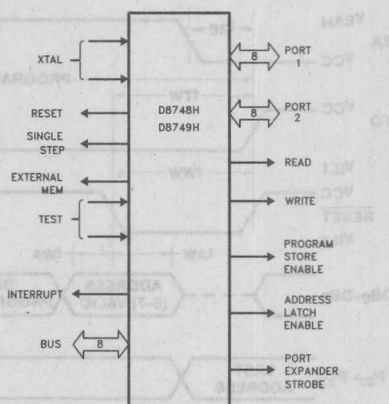 XTAL
8
PORT
1
D8748H
D8749H
RESET
8
PORT
2
SINGLE
STEP
READ
EXTERNAL
MEM
TEST
WRITE
PROGRAM
STORE
ENABLE
INTERRUPT
ADDRESS
LATCH
ENABLE
BUS
8
PORT
EXPANDER
STROBE